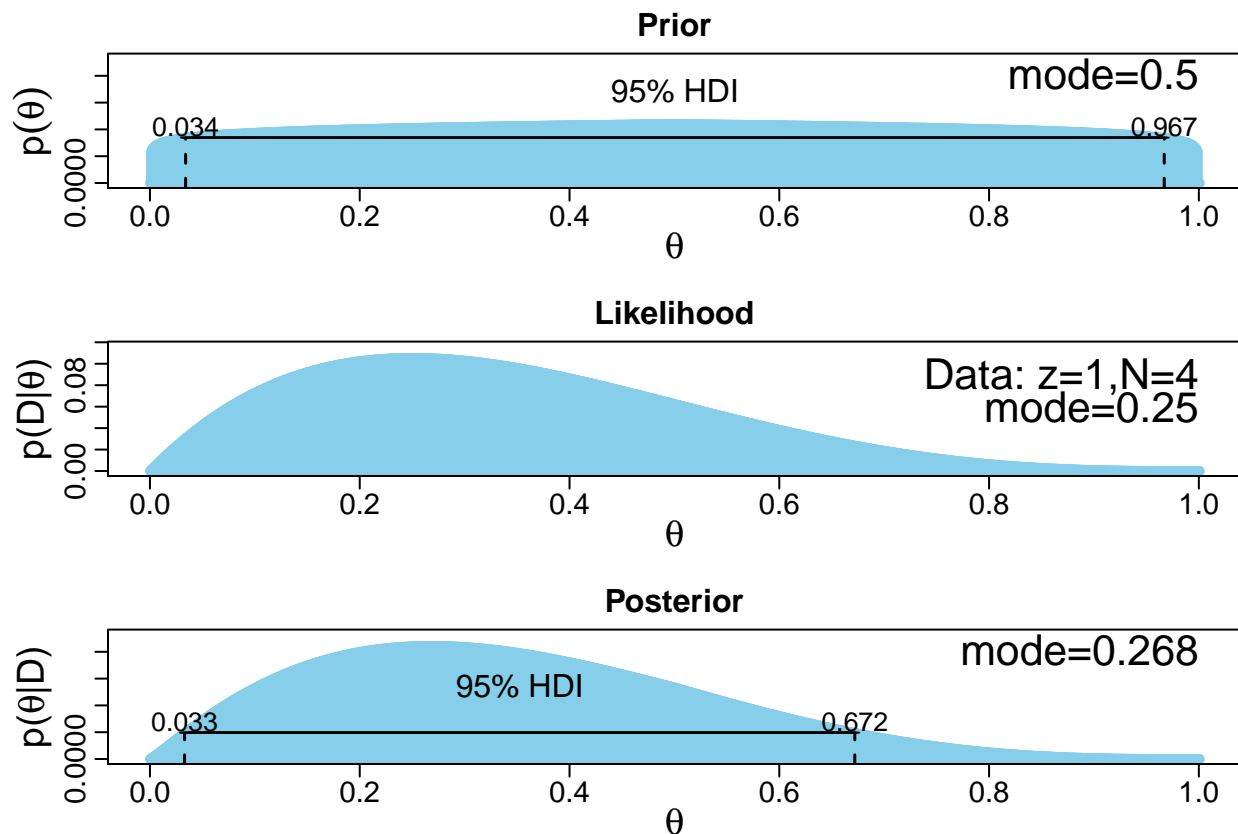 Prior
mode=0.5
95% HDI
0.034
0.967
p(θ)
0.0000
0.0 0.2 0.4 0.6 0.8 1.0
θ
Likelihood
Data: z=1,N=4
mode=0.25
p(D|θ)
0.00 0.08
0.0 0.2 0.4 0.6 0.8 1.0
θ
Posterior
mode=0.268
95% HDI
0.033
0.672
p(θ|D)
0.0000
0.0 0.2 0.4 0.6 0.8 1.0
θ